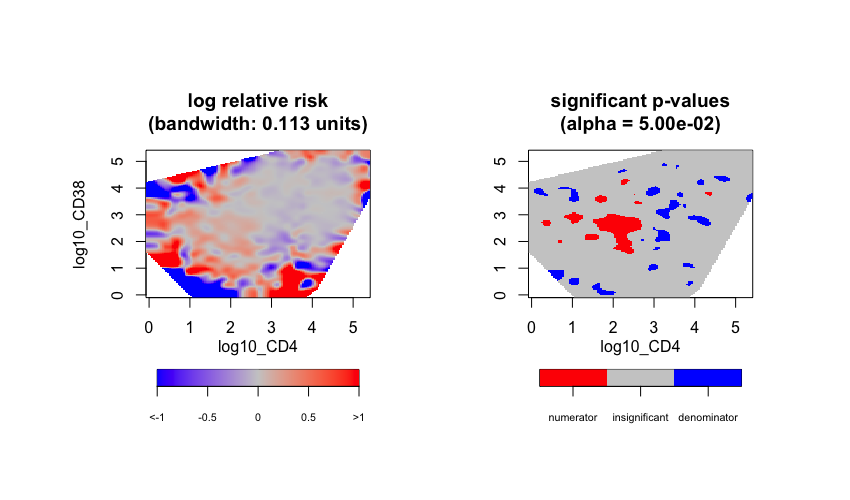 log relative risk
(bandwidth: 0.113 units)
log10_CD38
5
4
3
2
1
0
0 1 2 3 4 5
log10_CD4
<-1 -0.5 0 0.5 >1
significant p-values
(alpha = 5.00e-02)
5
4
3
2
1
0
0 1 2 3 4 5
log10_CD4
numerator insignificant denominator